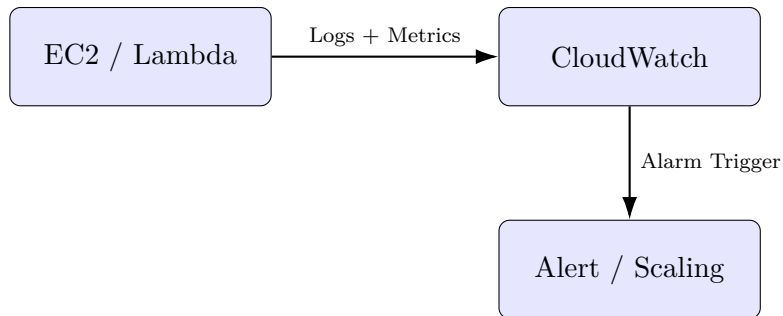 EC2 / Lambda
Logs + Metrics
CloudWatch
Alarm Trigger
Alert / Scaling